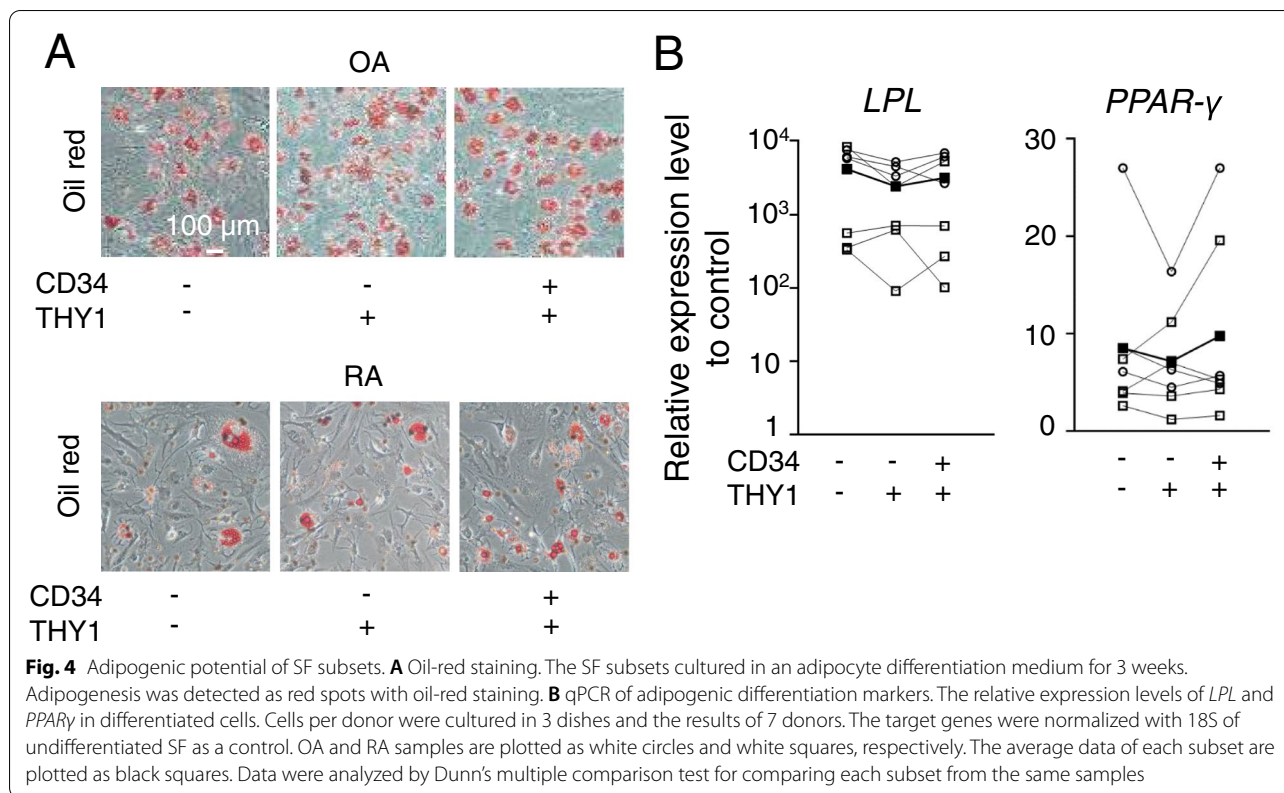 A
OA
Oil red
100 μm
CD34 - - +
THY1 - + +
RA
Oil red
CD34 - - +
THY1 - + +
B
Relative expression level
to control
LPL
10⁴
10³
10²
10
1
CD34 - - +
THY1 - + +
PPAR-γ
30
20
10
0
- - +
- + +
Fig. 4 Adipogenic potential of SF subsets. A Oil-red staining. The SF subsets cultured in an adipocyte differentiation medium for 3 weeks.
Adipogenesis was detected as red spots with oil-red staining. B qPCR of adipogenic differentiation markers. The relative expression levels of LPL and
PPARγ in differentiated cells. Cells per donor were cultured in 3 dishes and the results of 7 donors. The target genes were normalized with 18S of
undifferentiated SF as a control. OA and RA samples are plotted as white circles and white squares, respectively. The average data of each subset are
plotted as black squares. Data were analyzed by Dunn’s multiple comparison test for comparing each subset from the same samples